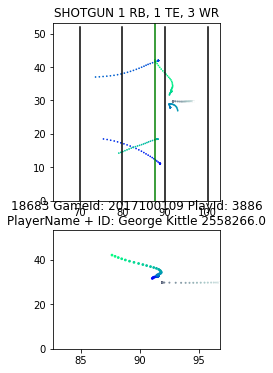 SHOTGUN 1 RB, 1 TE, 3 WR
50
40
30
20
10
0
70 80 90 100
18683 GameId: 2017100109 PlayId: 3886
PlayerName + ID: George Kittle 2558266.0
40
20
0
85 90 95